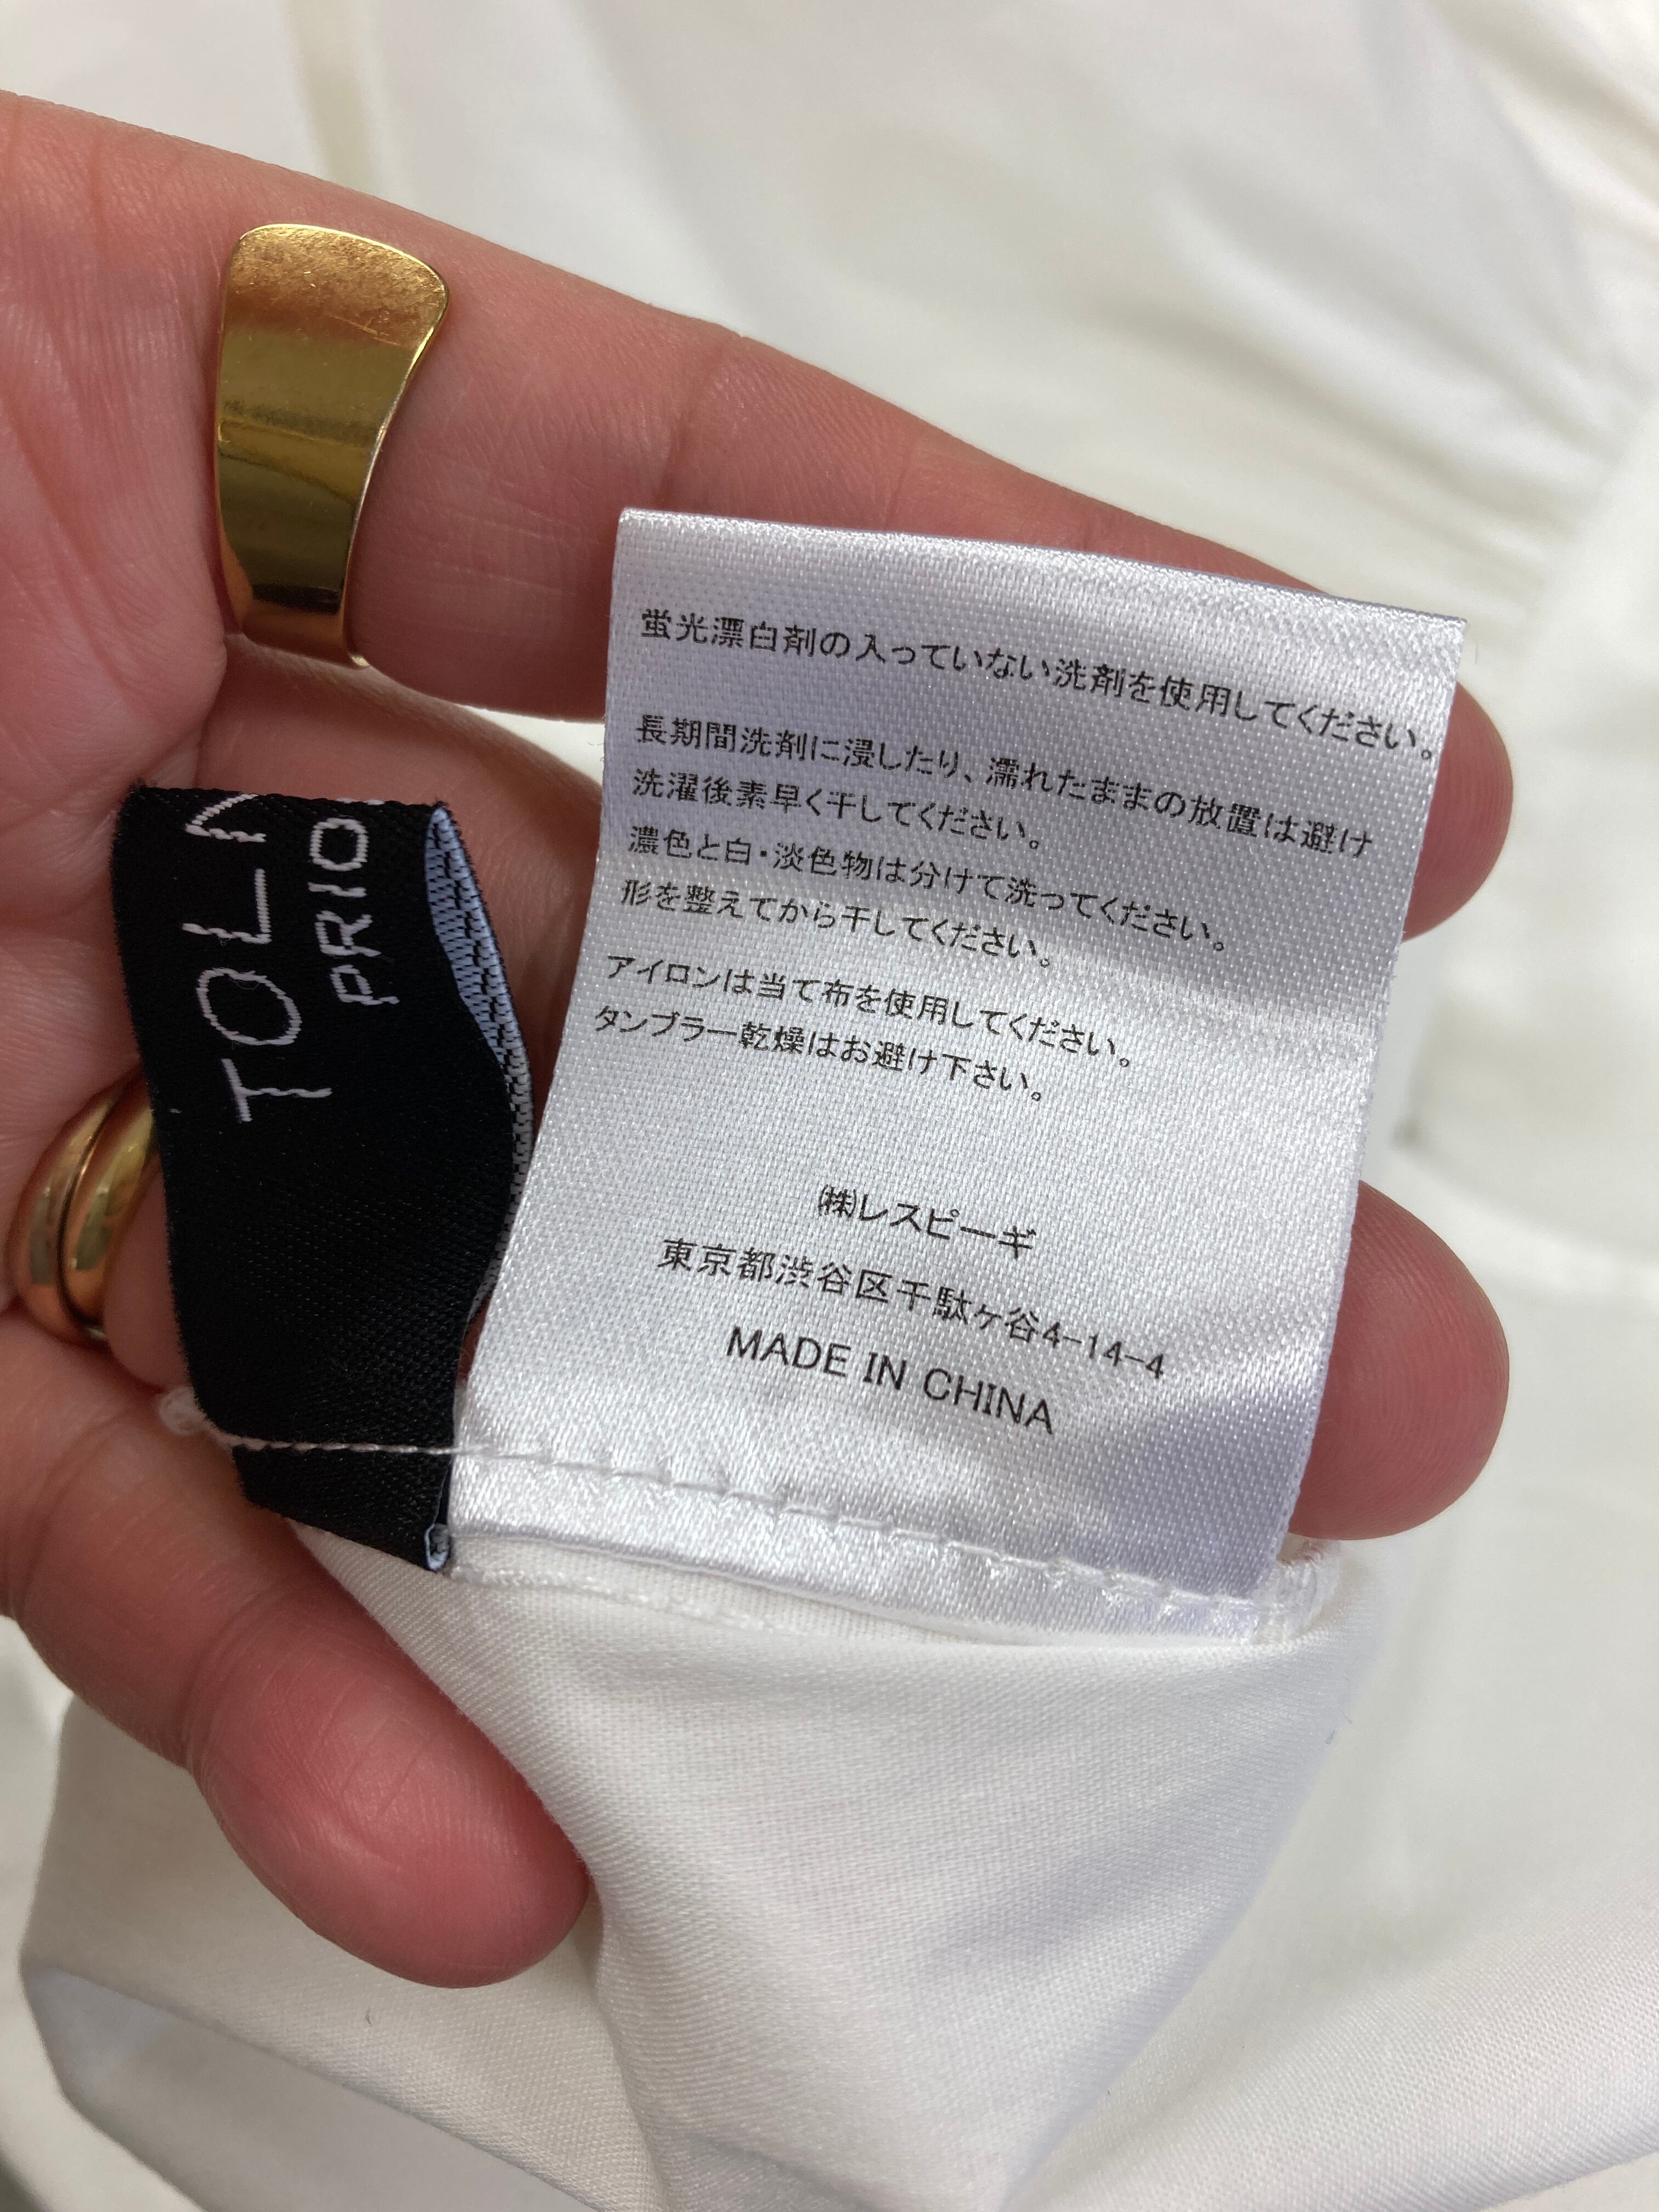 蛍光漂白剤の入っていない洗剤を使用してください。
長期間洗剤に浸したり、濡れたままの放置は避け
洗濯後素早く干してください。
濃色と白・淡色物は分けて洗ってください。
形を整えてから干してください。
アイロンは当て布を使用してください。
タンブラー乾燥はお避け下さい。
㈱レスピーギ
東京都渋谷区千駄ヶ谷4-14-4
MADE IN CHINA
TOL
PRIO